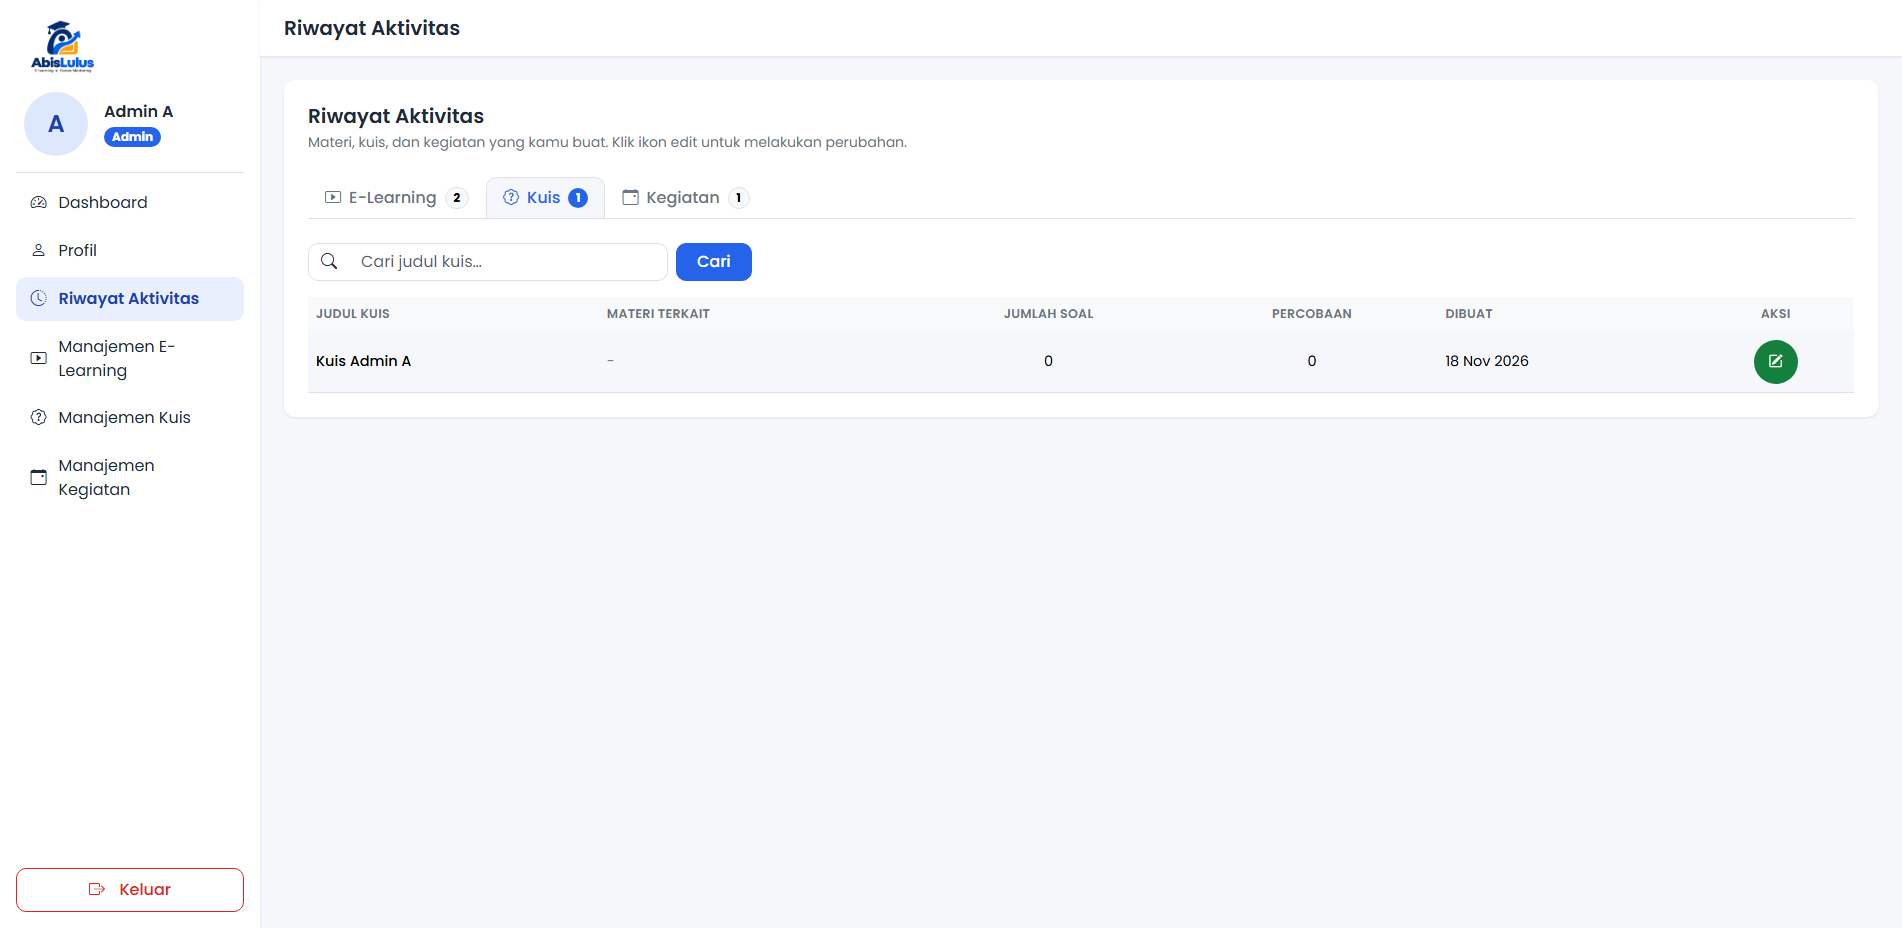 AbisLulus
A
Admin A
Admin
Dashboard
Profil
Riwayat Aktivitas
Manajemen E-
Learning
Manajemen Kuis
Manajemen
Kegiatan
Keluar
Riwayat Aktivitas
Riwayat Aktivitas
Materi, kuis, dan kegiatan yang kamu buat. Klik ikon edit untuk melakukan perubahan.
E-Learning 2 Kuis 1 Kegiatan 1
Cari judul kuis... Cari
JUDUL KUIS MATERI TERKAIT JUMLAH SOAL PERCOBAAN DIBUAT AKSI
Kuis Admin A - 0 0 18 Nov 2026